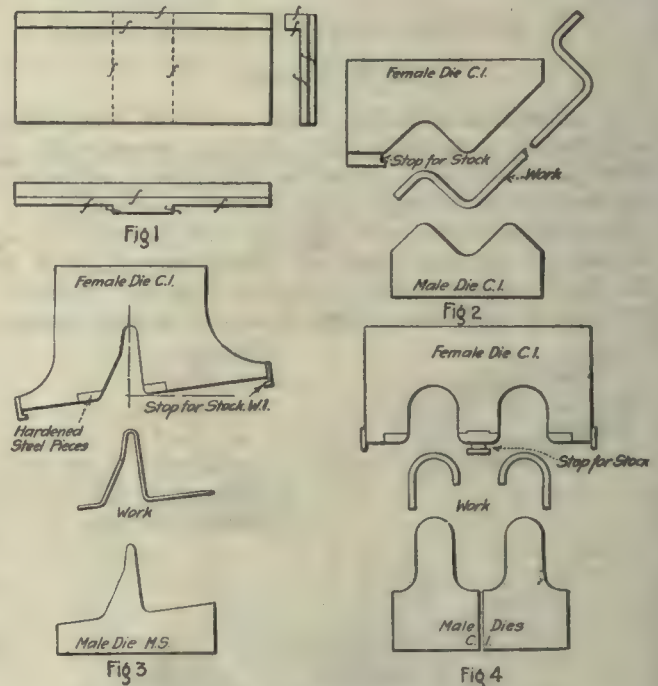 f
f
f
f
f
f
f
f
f
Fig 1
Female Die C.I.
Stop for Stock
Work
Male Die C.I.
Fig 2
Female Die C.I.
Hardened
Steel Pieces
Stop for Stock. W.I.
Work
Male Die M.S.
Fig 3
Female Die C.I.
Stop for Stock
Work
Male Dies
C.I.
Fig 4